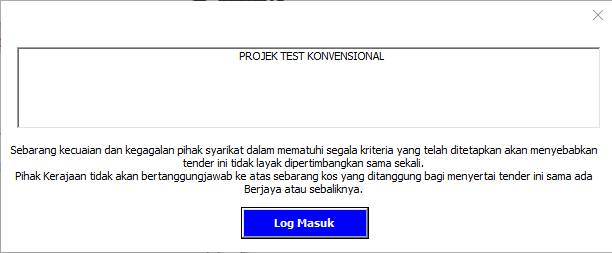 PROJEK TEST KONVENSIONAL
Sebarang kecuaian dan kegagalan pihak syarikat dalam mematuhi segala kriteria yang telah ditetapkan akan menyebabkan
tender ini tidak layak dipertimbangkan sama sekali.
Pihak Kerajaan tidak akan bertanggungjawab ke atas sebarang kos yang ditanggung bagi menyertai tender ini sama ada
Berjaya atau sebaliknya.
Log Masuk